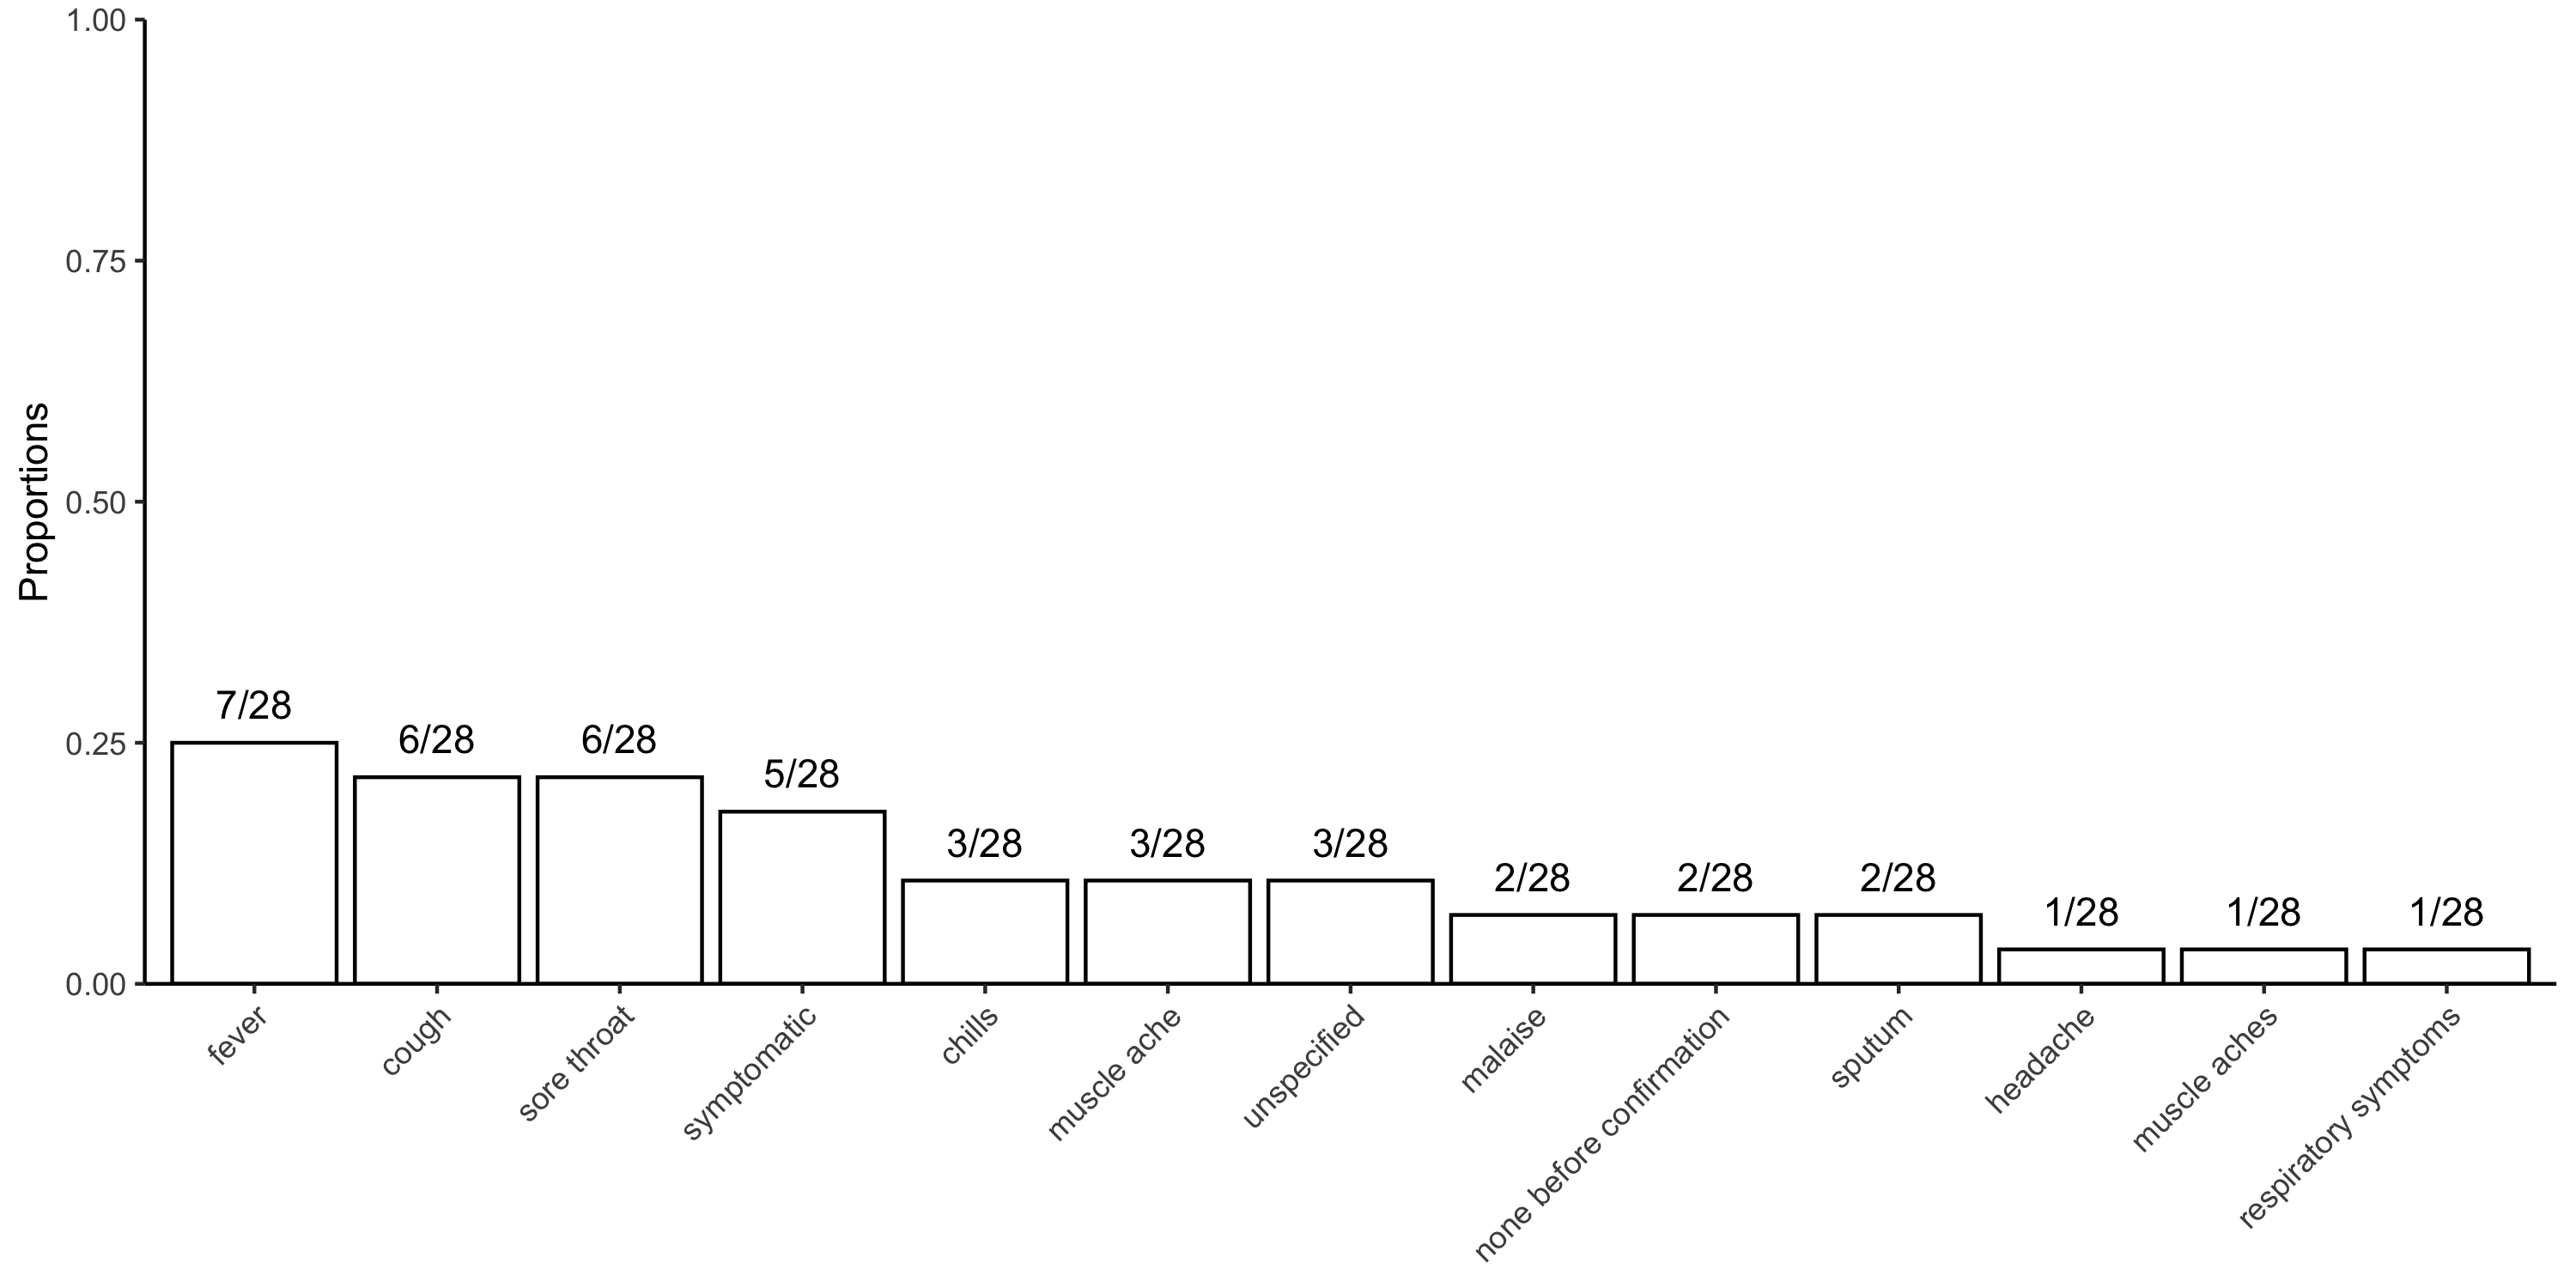 1.00
0.75
0.50
0.25
0.00
Proportions
7/28
6/28
6/28
5/28
3/28
3/28
3/28
2/28
2/28
2/28
1/28
1/28
1/28
fever
cough
sore throat
symptomatic
chills
muscle ache
unspecified
malaise
none before confirmation
sputum
headache
muscle aches
respiratory symptoms